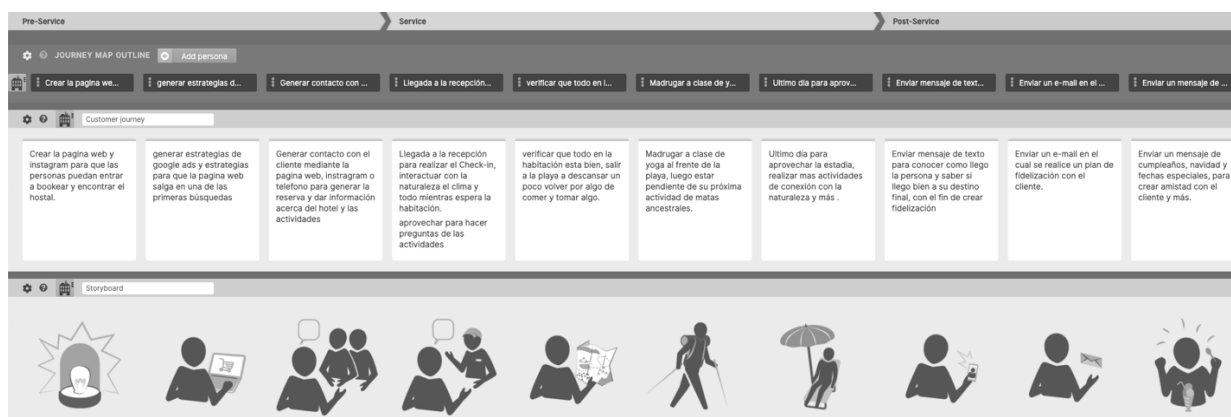 Pre-Service
Service
Post-Service
JOURNEY MAP OUTLINE
Add persona
Crear la pagina we...
generar estrategias d...
Generar contacto con ...
Llegada a la recepción...
verificar que todo en l...
Madrugar a clase de y...
Ultimo día para aprov...
Enviar mensaje de text...
Enviar un e-mail en el ...
Enviar un mensaje de ...
Customer journey
Crear la pagina web y
instagram para que las
personas puedan entrar
a bookear y encontrar el
hostal.
generar estrategias de
google ads y estrategias
para que la pagina web
salga en una de las
primeras búsquedas
Generar contacto con el
cliente mediante la
pagina web, instragram o
telefono para generar la
reserva y dar información
acerca del hotel y las
actividades
Llegada a la recepción
para realizar el Check-in,
interactuar con la
naturaleza el clima y
todo mientras espera la
habitación.
aprovechar para hacer
preguntas de las
actividades
verificar que todo en la
habitación esta bien, salir
a la playa a descansar un
poco volver por algo de
comer y tomar algo.
Madrugar a clase de
yoga al frente de la
playa, luego estar
pendiente de su próxima
actividad de matas
ancestrales.
Ultimo día para
aprovechar la estadía,
realizar mas actividades
de conexión con la
naturaleza y más .
Enviar mensaje de texto
para conocer como llego
la persona y saber si
llego bien a su destino
final, con el fin de crear
fidelización
Enviar un e-mail en el
cual se realice un plan de
fidelización con el
cliente.
Enviar un mensaje de
cumpleaños, navidad y
fechas especiales, para
crear amistad con el
cliente y más.
Storyboard